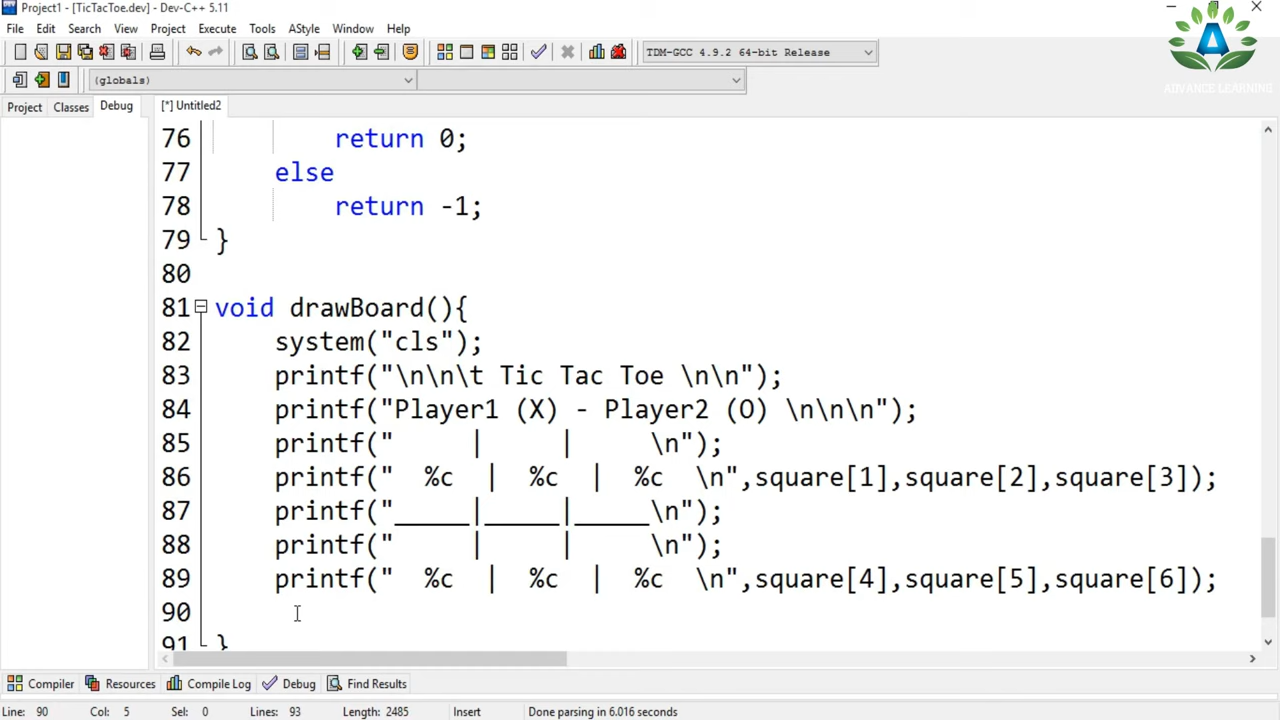 Project1 - [TicTacToe.dev] - Dev-C++ 5.11
File Edit Search View Project Execute Tools AStyle Window Help
TDM-GCC 4.9.2 64-bit Release
(globals)
ADVANCE LEARNING
Project Classes Debug [*] Untitled2
76 return 0;
77 else
78 return -1;
79 }
80
81 void drawBoard(){
82 system("cls");
83 printf("\n\n\t Tic Tac Toe \n\n");
84 printf("Player1 (X) - Player2 (O) \n\n\n");
85 printf("     |     |     \n");
86 printf("  %c  |  %c  |  %c  \n",square[1],square[2],square[3]);
87 printf("_____|_____|_____\n");
88 printf("     |     |     \n");
89 printf("  %c  |  %c  |  %c  \n",square[4],square[5],square[6]);
90
91 }
Compiler Resources Compile Log Debug Find Results
Line: 90 Col: 5 Sel: 0 Lines: 93 Length: 2485 Insert Done parsing in 6.016 seconds